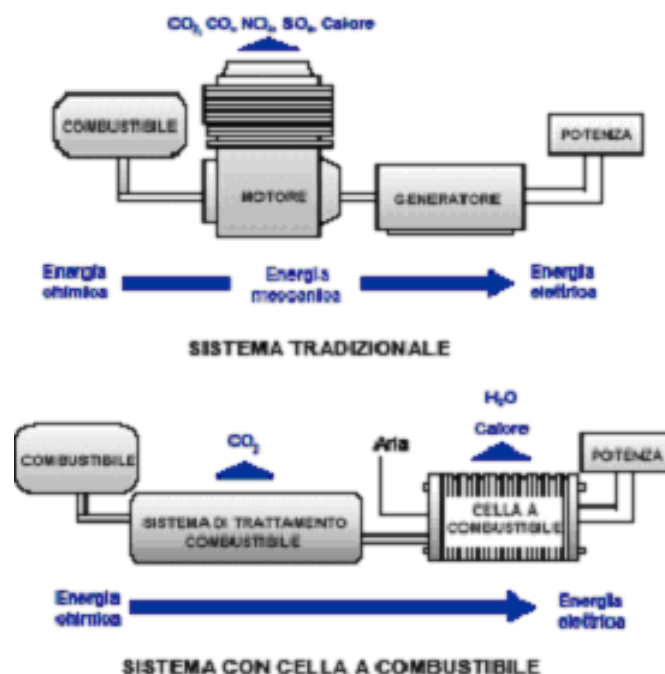 CO₂, CO, NOₓ, SOₓ, Calore
COMBUSTIBILE
POTENZA
MOTORE
GENERATORE
Energia
chimica
Energia
meccanica
Energia
elettrica
SISTEMA TRADIZIONALE
H₂O
Calore
CO₂
Aria
COMBUSTIBILE
POTENZA
SISTEMA DI TRATTAMENTO
COMBUSTIBILE
CELLA A
COMBUSTIBILE
Energia
chimica
Energia
elettrica
SISTEMA CON CELLA A COMBUSTIBILE